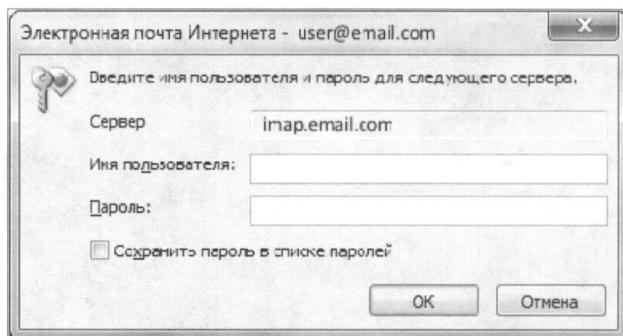 Электронная почта Интернета - user@email.com
Введите имя пользователя и пароль для следующего сервера.
Сервер imap.email.com
Имя пользователя:
Пароль:
Сохранить пароль в списке паролей
ОК Отмена